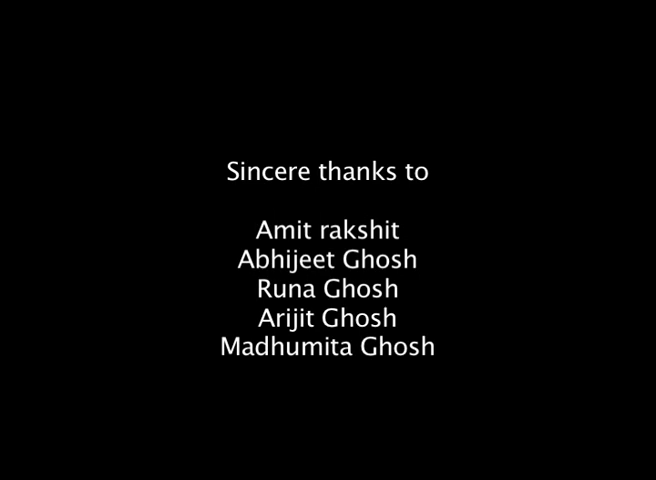 Sincere thanks to
Amit rakshit
Abhijeet Ghosh
Runa Ghosh
Arijit Ghosh
Madhumita Ghosh